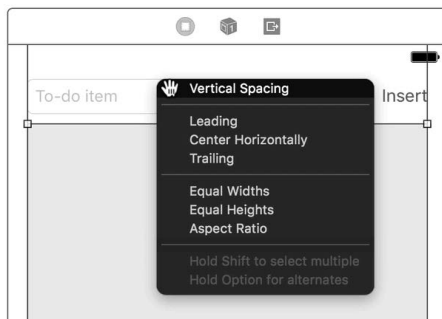 Vertical Spacing
To-do item
Insert
Leading
Center Horizontally
Trailing
Equal Widths
Equal Heights
Aspect Ratio
Hold Shift to select multiple
Hold Option for alternates